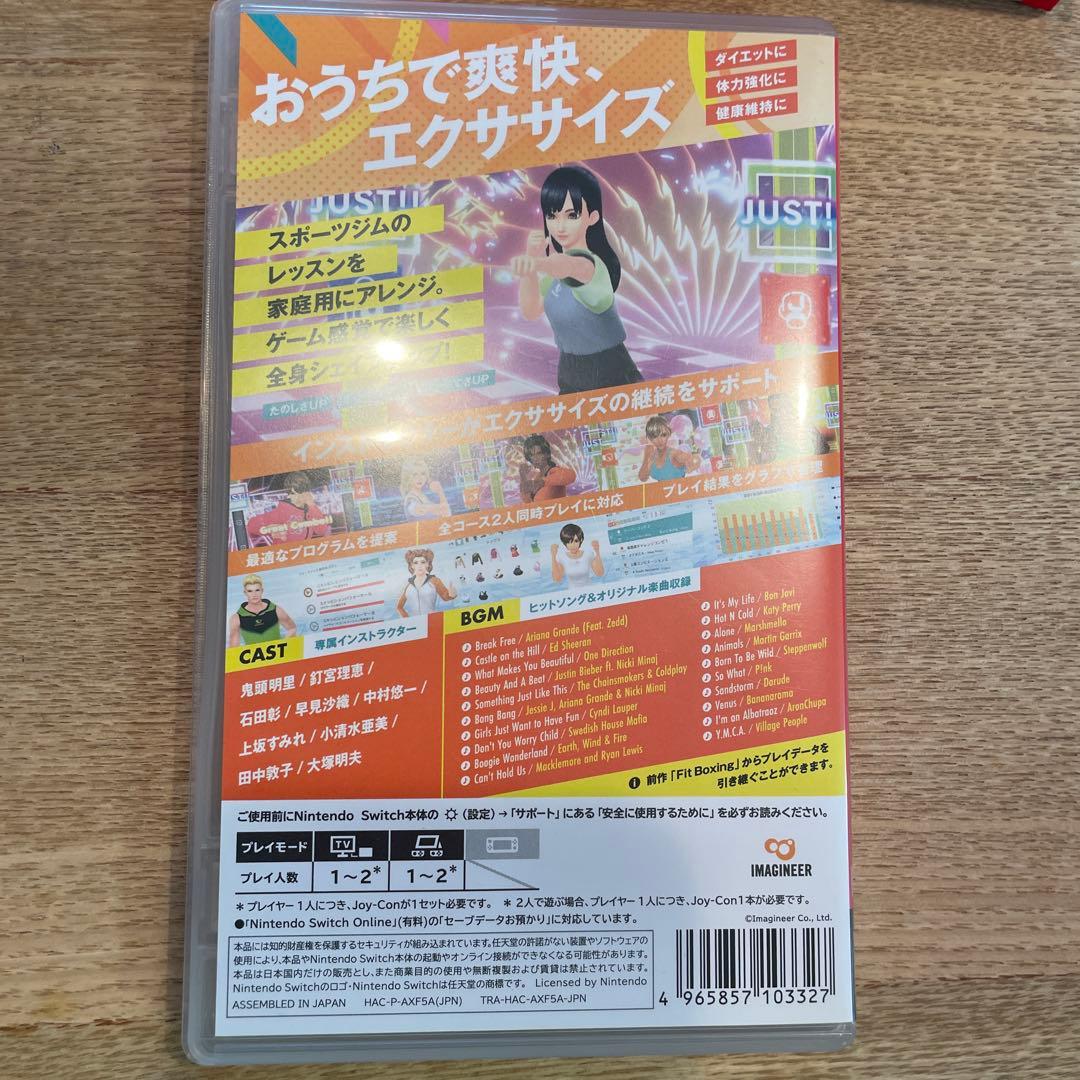 おうちで爽快、
エクササイズ
ダイエットに
体力強化に
健康維持に
JUST!!
JUST!
スポーツジムの
レッスンを
家庭用にアレンジ。
ゲーム感覚で楽しく
全身シェイプアップ!
たのしさUP
エクササイズの継続をサポート
JUST!
Great Combo!!
最適なプログラムを提案
全コース2人同時プレイに対応
プレイ結果をグラフで管理
CAST 専属インストラクター
鬼頭明里 / 釘宮理恵 /
石田彰 / 早見沙織 / 中村悠一 /
上坂すみれ / 小清水亜美 /
田中敦子 / 大塚明夫
BGM ヒットソング&オリジナル楽曲収録
Break Free / Ariana Grande (Feat. Zedd)
Castle on the Hill / Ed Sheeran
What Makes You Beautiful / One Direction
Beauty And A Beat / Justin Bieber ft. Nicki Minaj
Something Just Like This / The Chainsmokers & Coldplay
Bang Bang / Jessie J, Ariana Grande & Nicki Minaj
Girls Just Want to Have Fun / Cyndi Lauper
Don't You Worry Child / Swedish House Mafia
Boogie Wonderland / Earth, Wind & Fire
Can't Hold Us / Macklemore and Ryan Lewis
It's My Life / Bon Jovi
Hot N Cold / Katy Perry
Alone / Marshmello
Animals / Martin Garrix
Born To Be Wild / Steppenwolf
So What / P!nk
Sandstorm / Darude
Venus / Bananarama
I'm an Albatraoz / AronChupa
Y.M.C.A. / Village People
前作「Fit Boxing」からプレイデータを
引き継ぐことができます。
ご使用前にNintendo Switch本体の (設定)→「サポート」にある「安全に使用するために」を必ずお読みください。
プレイモード TV
プレイ人数 1～2* 1～2*
IMAGINEER
* プレイヤー1人につき、Joy-Conが1セット必要です。 * 2人で遊ぶ場合、プレイヤー1人につき、Joy-Con1本が必要です。
●「Nintendo Switch Online」(有料)の「セーブデータお預かり」に対応しています。
©Imagineer Co., Ltd.
本品には知的財産権を保護するセキュリティが組み込まれています。任天堂の許諾がない装置やソフトウェアの
使用により、本品やNintendo Switch本体の起動やオンライン接続ができなくなる可能性があります。
本品は日本国内だけの販売とし、また商業目的の使用や無断複製および賃貸は禁止されています。
Nintendo Switchのロゴ・Nintendo Switchは任天堂の商標です。 Licensed by Nintendo
ASSEMBLED IN JAPAN HAC-P-AXF5A(JPN) TRA-HAC-AXF5A-JPN
4 965857 103327